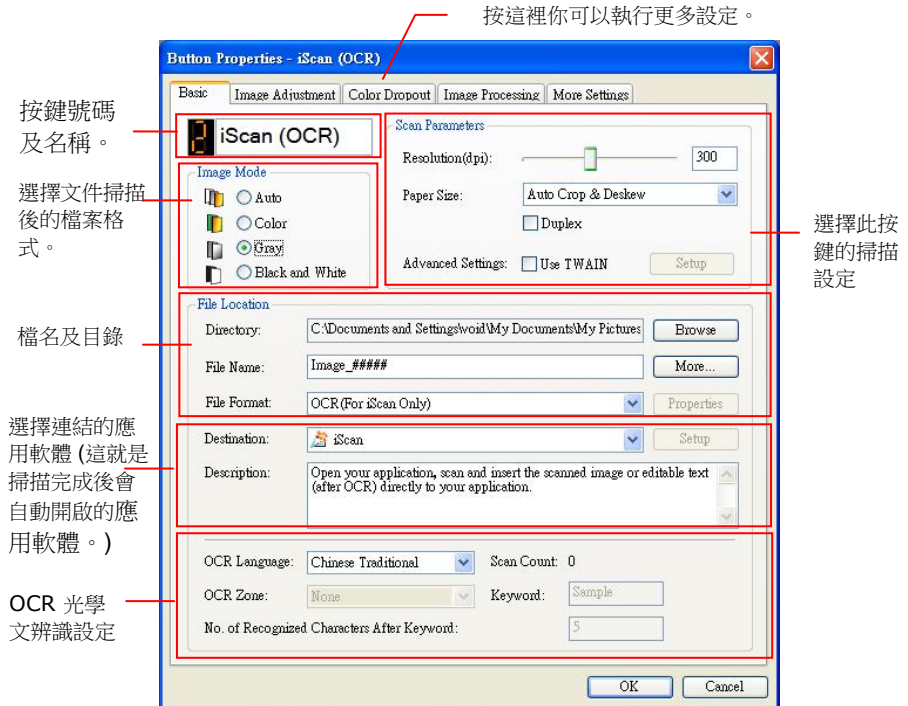 按這裡你可以執行更多設定。
Button Properties - iScan (OCR)
Basic Image Adjustment Color Dropout Image Processing More Settings
按鍵號碼
及名稱。
2 iScan (OCR)
Scan Parameters
Resolution(dpi): 300
Paper Size: Auto Crop & Deskew
Duplex
Advanced Settings: Use TWAIN Setup
選擇文件掃描
後的檔案格
式。
Image Mode
Auto
Color
Gray
Black and White
選擇此按
鍵的掃描
設定
檔名及目錄
File Location
Directory: C:\Documents and Settings\void\My Documents\My Pictures Browse
File Name: Image_##### More...
File Format: OCR(For iScan Only) Properties
選擇連結的應
用軟體 (這就是
掃描完成後會
自動開啟的應
用軟體。)
Destination: iScan Setup
Description: Open your application, scan and insert the scanned image or editable text
(after OCR) directly to your application.
OCR 光學
文辨識設定
OCR Language: Chinese Traditional Scan Count: 0
OCR Zone: None Keyword: Sample
No. of Recognized Characters After Keyword: 5
OK Cancel